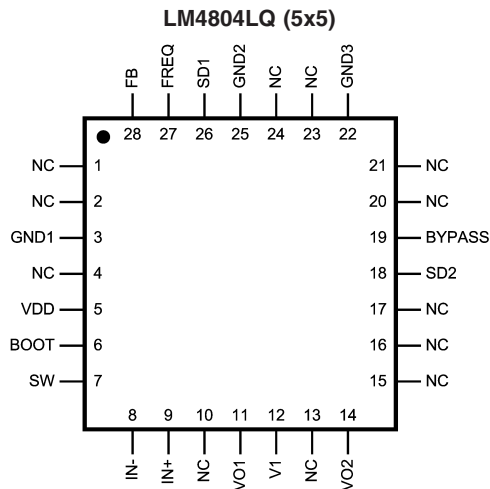 LM4804LQ (5x5)
FB FREQ SD1 GND2 NC NC GND3
28 27 26 25 24 23 22
NC 1 21 NC
NC 2 20 NC
GND1 3 19 BYPASS
NC 4 18 SD2
VDD 5 17 NC
BOOT 6 16 NC
SW 7 15 NC
8 9 10 11 12 13 14
IN- IN+ NC VO1 V1 NC VO2